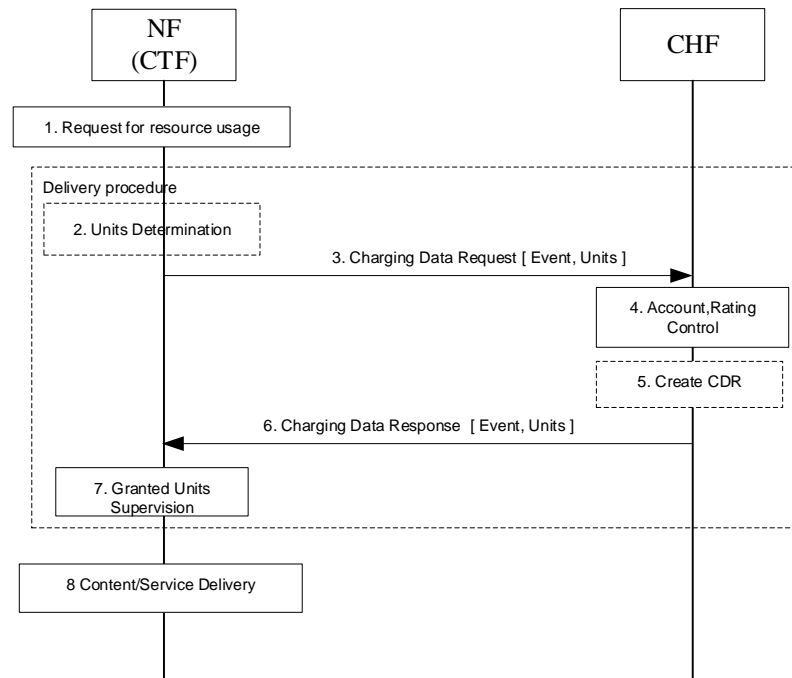 NF
(CTF)
CHF
1. Request for resource usage
Delivery procedure
2. Units Determination
3. Charging Data Request [ Event, Units ]
4. Account,Rating
Control
5. Create CDR
6. Charging Data Response [ Event, Units ]
7. Granted Units
Supervision
8 Content/Service Delivery